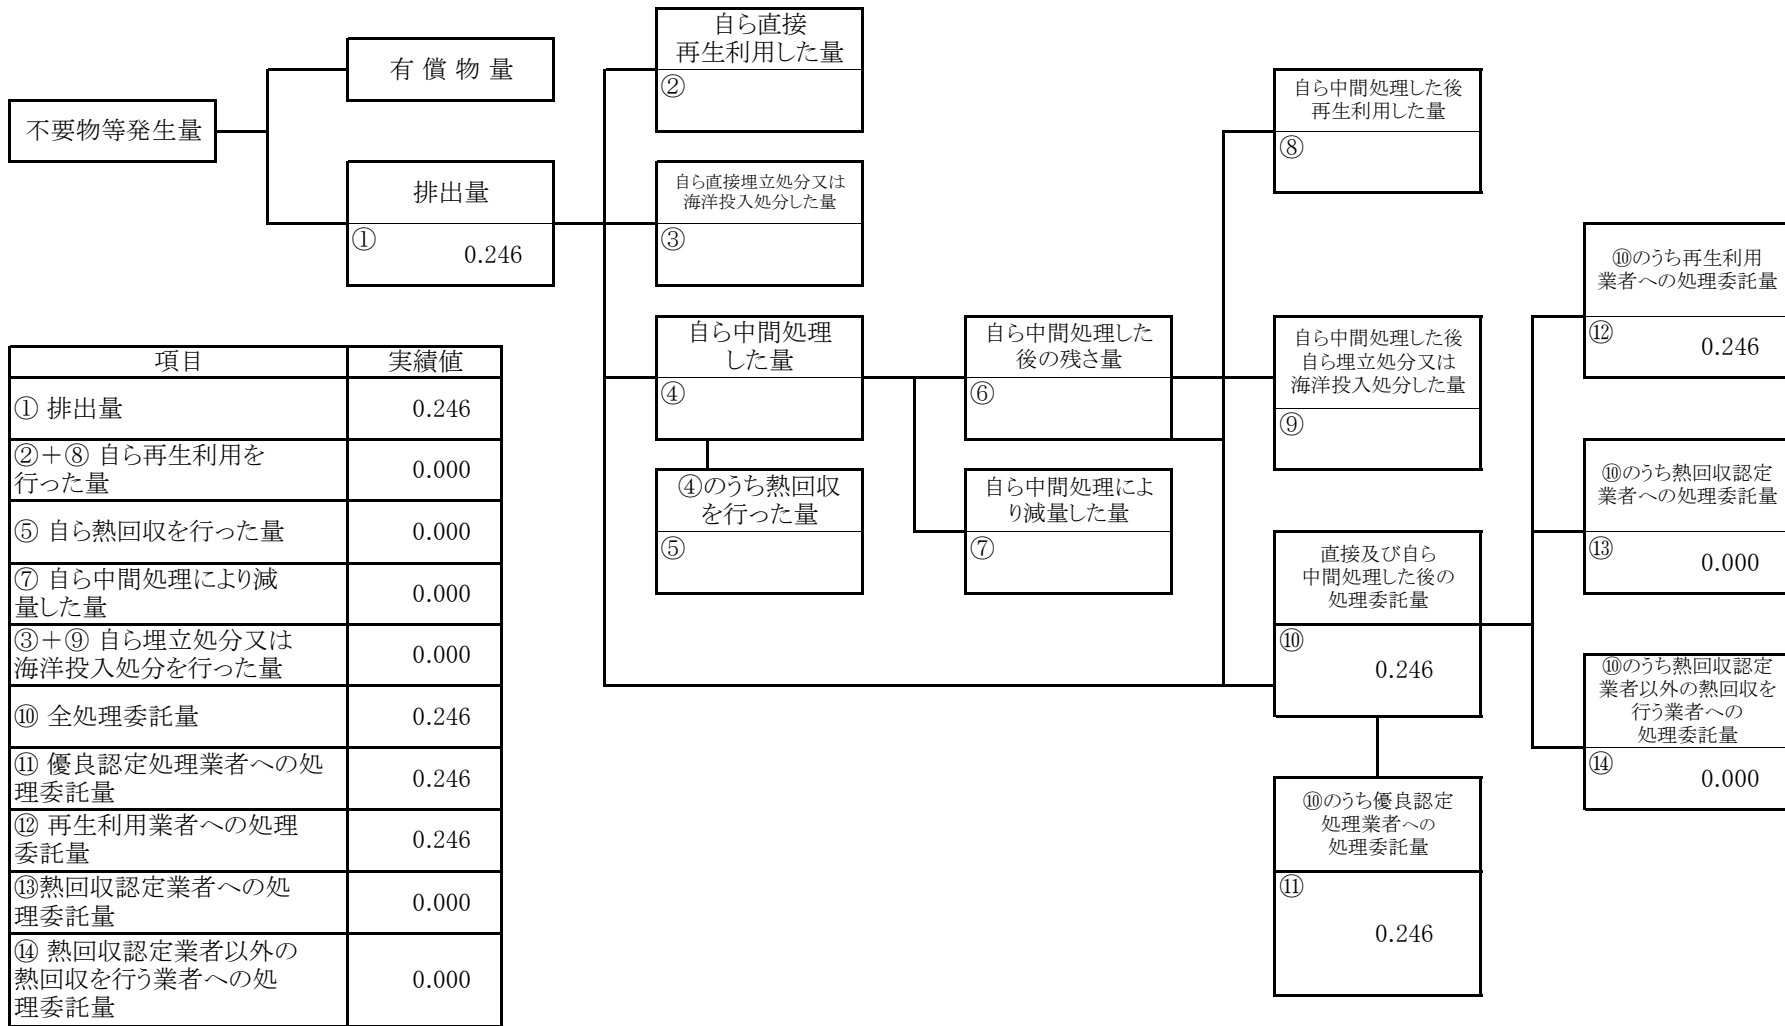 不要物等発生量
有償物量
排出量
①
0.246
自ら直接
再生利用した量
②
自ら直接埋立処分又は
海洋投入処分した量
③
自ら中間処理
した量
④
④のうち熱回収
を行った量
⑤
自ら中間処理した
後の残さ量
⑥
自ら中間処理によ
り減量した量
⑦
自ら中間処理した後
再生利用した量
⑧
自ら中間処理した後
自ら埋立処分又は
海洋投入処分した量
⑨
直接及び自ら
中間処理した後の
処理委託量
⑩
0.246
⑩のうち優良認定
処理業者への
処理委託量
⑪
0.246
⑩のうち再生利用
業者への処理委託量
⑫
0.246
⑩のうち熱回収認定
業者への処理委託量
⑬
0.000
⑩のうち熱回収認定
業者以外の熱回収を
行う業者への
処理委託量
⑭
0.000
項目 実績値
① 排出量 0.246
②＋⑧ 自ら再生利用を
行った量 0.000
⑤ 自ら熱回収を行った量 0.000
⑦ 自ら中間処理により減
量した量 0.000
③＋⑨ 自ら埋立処分又は
海洋投入処分を行った量 0.000
⑩ 全処理委託量 0.246
⑪ 優良認定処理業者への処
理委託量 0.246
⑫ 再生利用業者への処理
委託量 0.246
⑬熱回収認定業者への処
理委託量 0.000
⑭ 熱回収認定業者以外の
熱回収を行う業者への処
理委託量 0.000